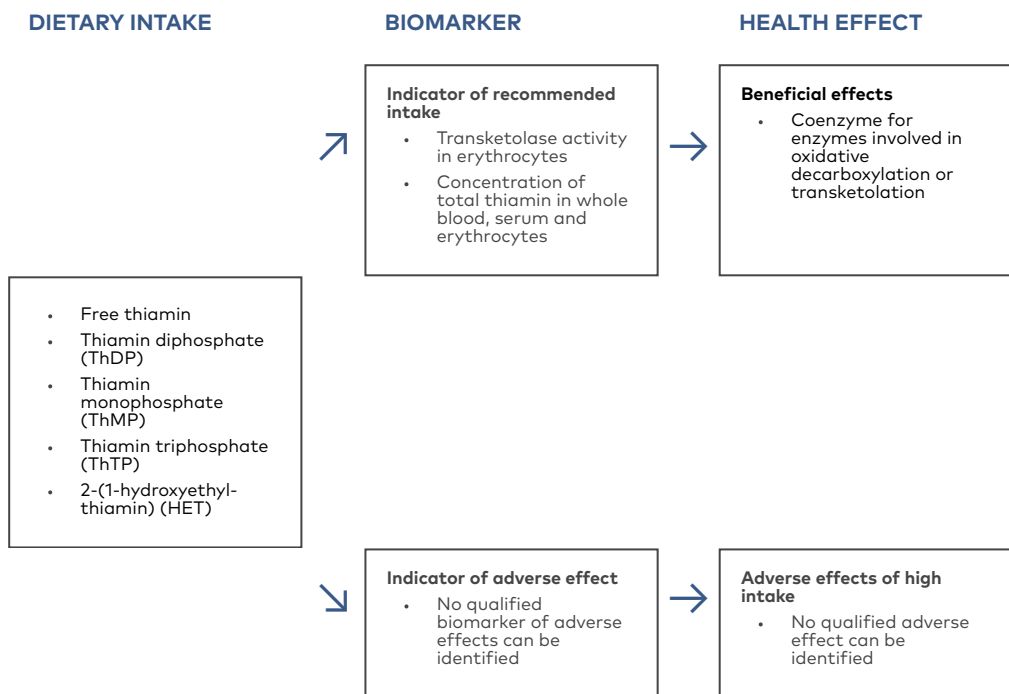 DIETARY INTAKE
BIOMARKER
HEALTH EFFECT
Indicator of recommended
intake
• Transketolase activity
in erythrocytes
• Concentration of
total thiamin in whole
blood, serum and
erythrocytes
Beneficial effects
• Coenzyme for
enzymes involved in
oxidative
decarboxylation or
transketolation
• Free thiamin
• Thiamin diphosphate
(ThDP)
• Thiamin
monophosphate
(ThMP)
• Thiamin triphosphate
(ThTP)
• 2-(1-hydroxyethyl-
thiamin) (HET)
Indicator of adverse effect
• No qualified
biomarker of adverse
effects can be
identified
Adverse effects of high
intake
• No qualified adverse
effect can be
identified